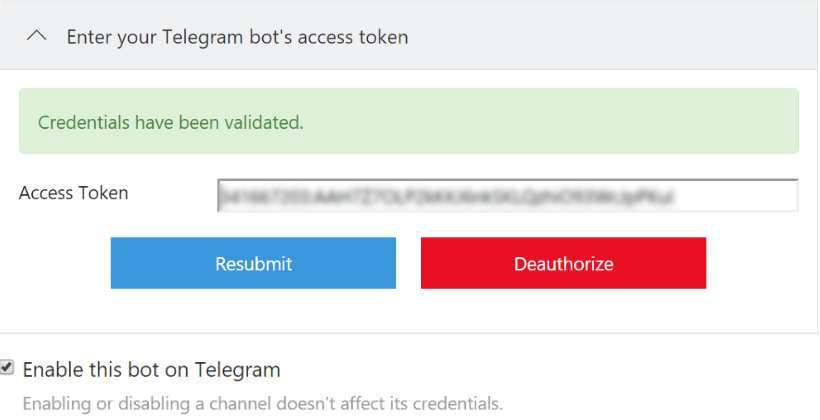 Enter your Telegram bot's access token
Credentials have been validated.
Access Token
Resubmit
Deauthorize
Enable this bot on Telegram
Enabling or disabling a channel doesn't affect its credentials.